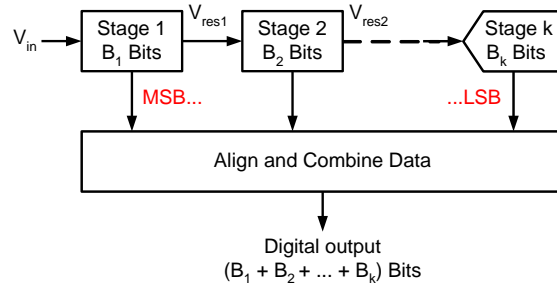 V_in
Stage 1
B_1 Bits
V_res1
Stage 2
B_2 Bits
V_res2
Stage k
B_k Bits
MSB...
...LSB
Align and Combine Data
Digital output
(B_1 + B_2 + ... + B_k) Bits